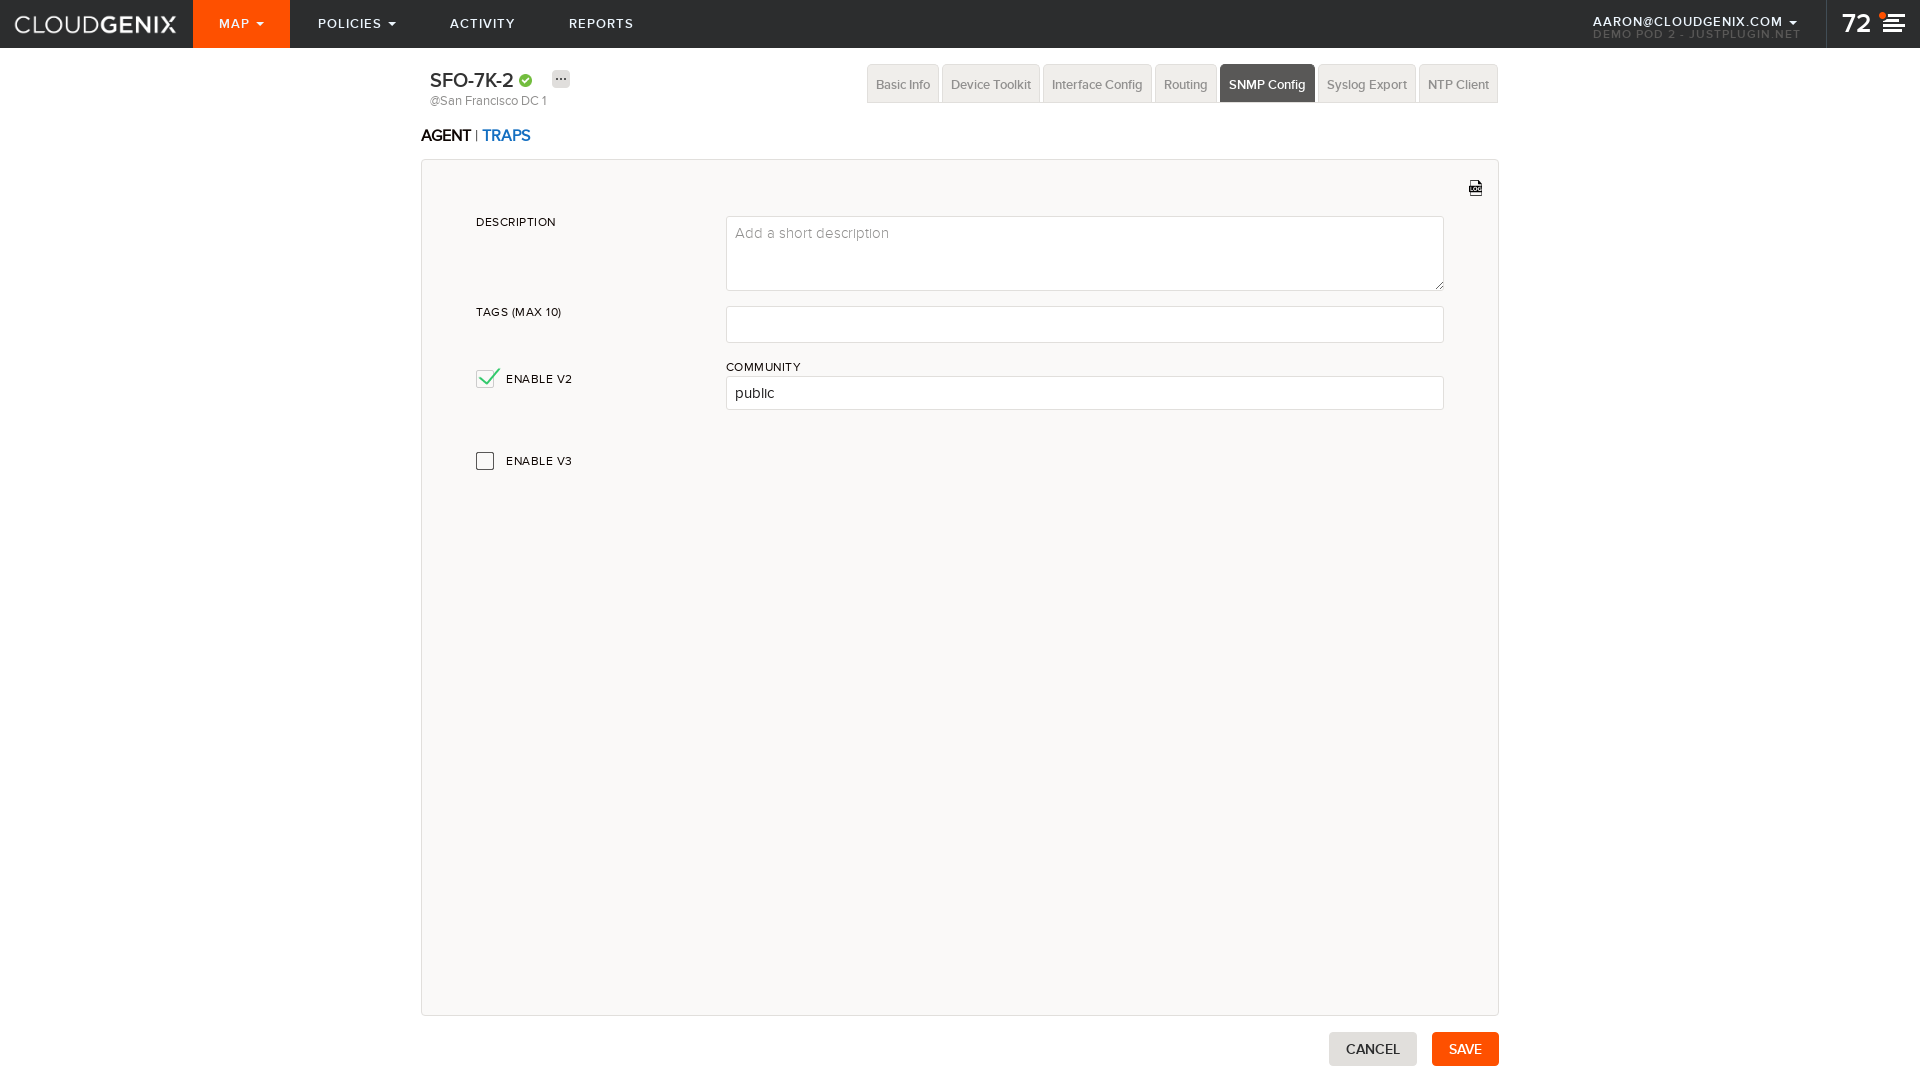 CLOUDGENIX MAP POLICIES ACTIVITY REPORTS AARON@CLOUDGENIX.COM 72
DEMO POD 2 - JUSTPLUGIN.NET
SFO-7K-2 Basic Info Device Toolkit Interface Config Routing SNMP Config Syslog Export NTP Client
@San Francisco DC 1
AGENT | TRAPS
LOG
DESCRIPTION Add a short description
TAGS (MAX 10)
COMMUNITY
ENABLE V2 public
ENABLE V3
CANCEL SAVE